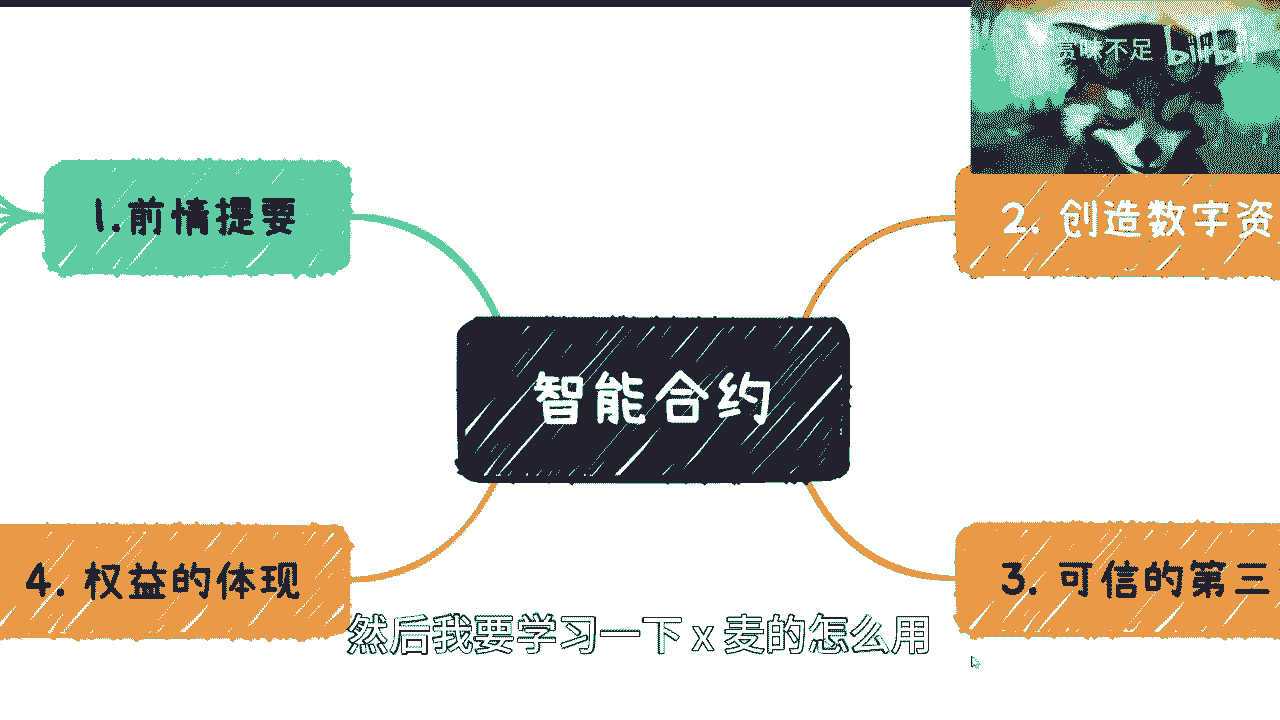 赏味不足 bilibili
1.前情提要
2. 创造数字资
智能合约
4. 权益的体现
3. 可信的第三
然后我要学习一下 x 麦的怎么用